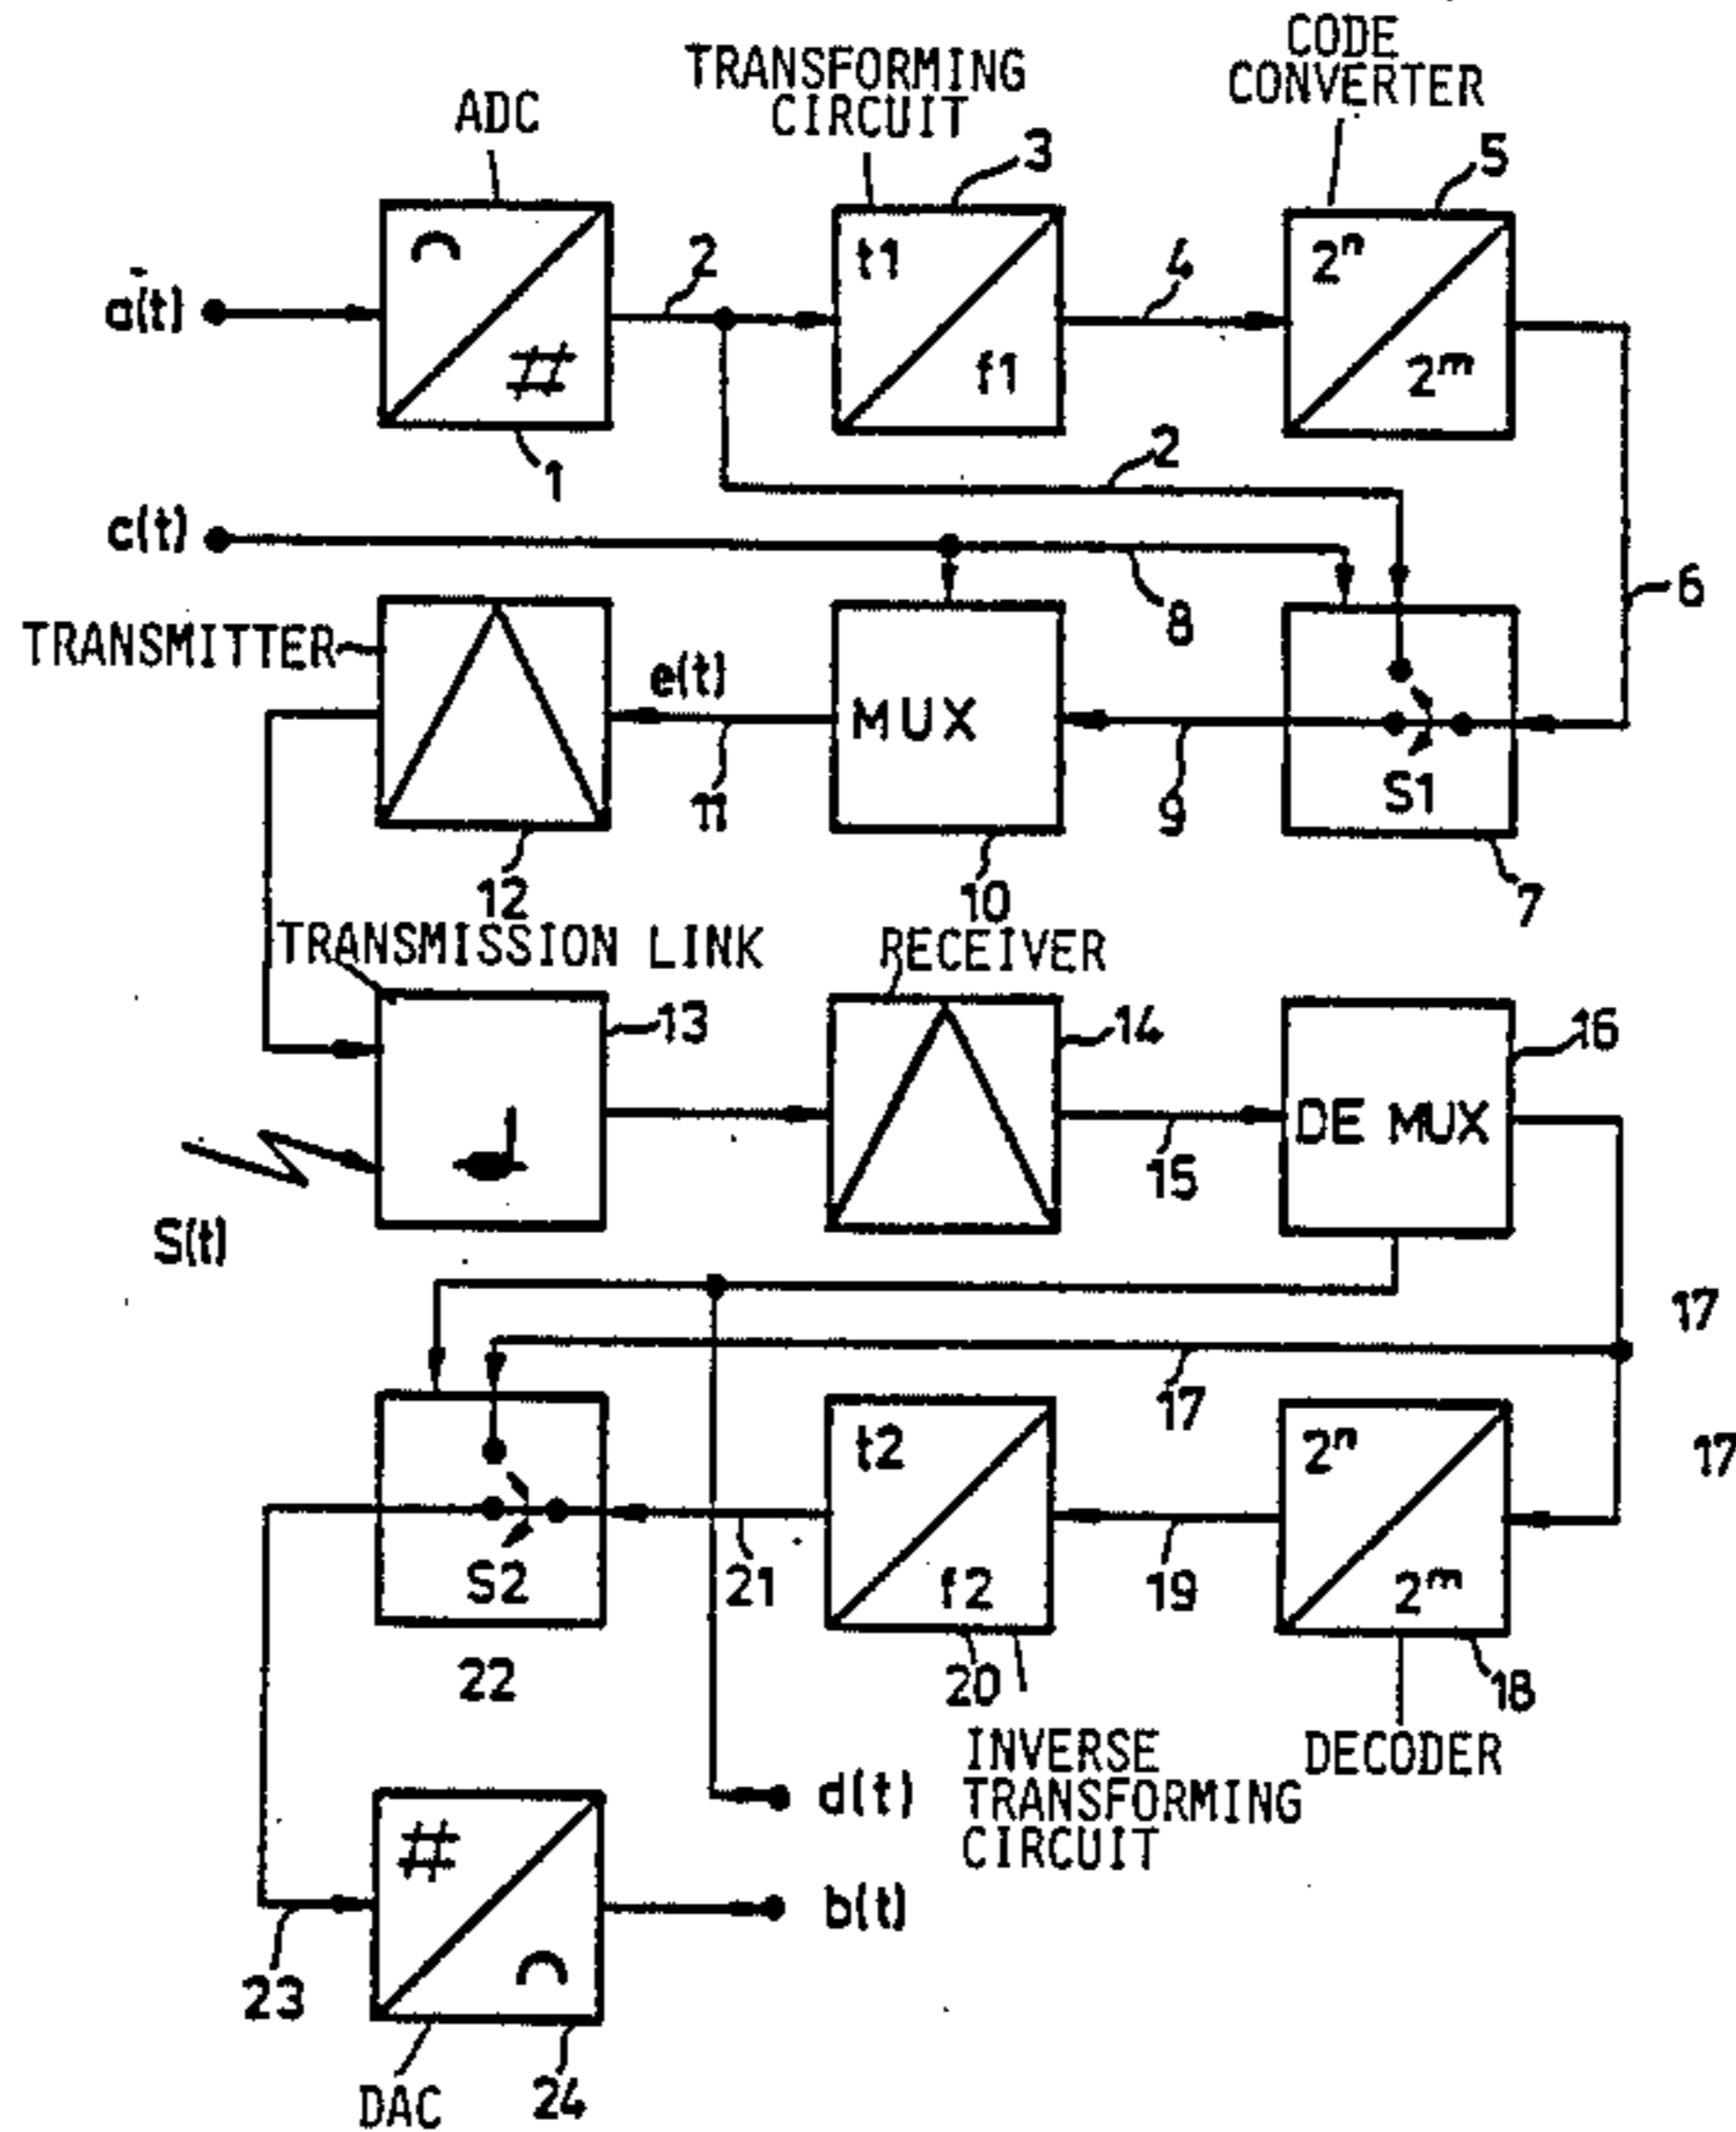 CODE
CONVERTER
TRANSFORMING
CIRCUIT
ADC
3
5
t1
f1
2ⁿ
2ᵐ
#
2
4
a(t)
1
2
c(t)
8
6
TRANSMITTER
e(t)
MUX
S1
11
9
12
10
7
TRANSMISSION LINK
RECEIVER
13
14
16
DE MUX
15
S(t)
17
17
17
t2
f2
2ⁿ
2ᵐ
S2
21
19
22
20
18
INVERSE
TRANSFORMING
CIRCUIT
DECODER
d(t)
#
b(t)
23
24
DAC